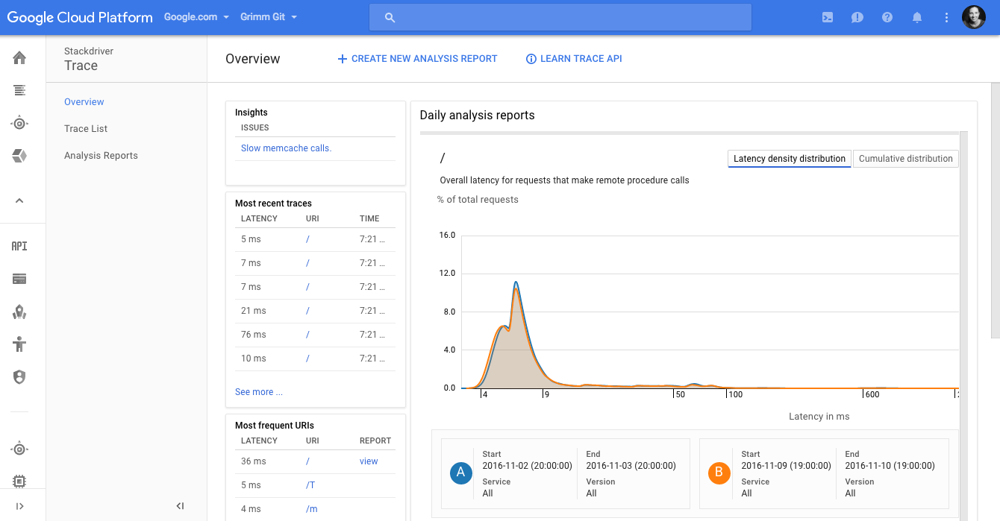 Google Cloud Platform
Google.com
Grimm Git
Stackdriver
Trace
Overview
Trace List
Analysis Reports
API
Overview
CREATE NEW ANALYSIS REPORT
LEARN TRACE API
Insights
ISSUES
Slow memcache calls.
Most recent traces
LATENCY URI TIME
5 ms / 7:21 ...
7 ms / 7:21 ...
7 ms / 7:21 ...
21 ms / 7:21 ...
76 ms / 7:21 ...
10 ms / 7:21 ...
See more ...
Most frequent URIs
LATENCY URI REPORT
36 ms / view
5 ms /T
4 ms /m
Daily analysis reports
/
Latency density distribution
Cumulative distribution
Overall latency for requests that make remote procedure calls
% of total requests
16.0
12.0
8.0
4.0
0.0
4 9 50 100 600
Latency in ms
A
Start
2016-11-02 (20:00:00)
End
2016-11-03 (20:00:00)
Service
All
Version
All
B
Start
2016-11-09 (19:00:00)
End
2016-11-10 (19:00:00)
Service
All
Version
All